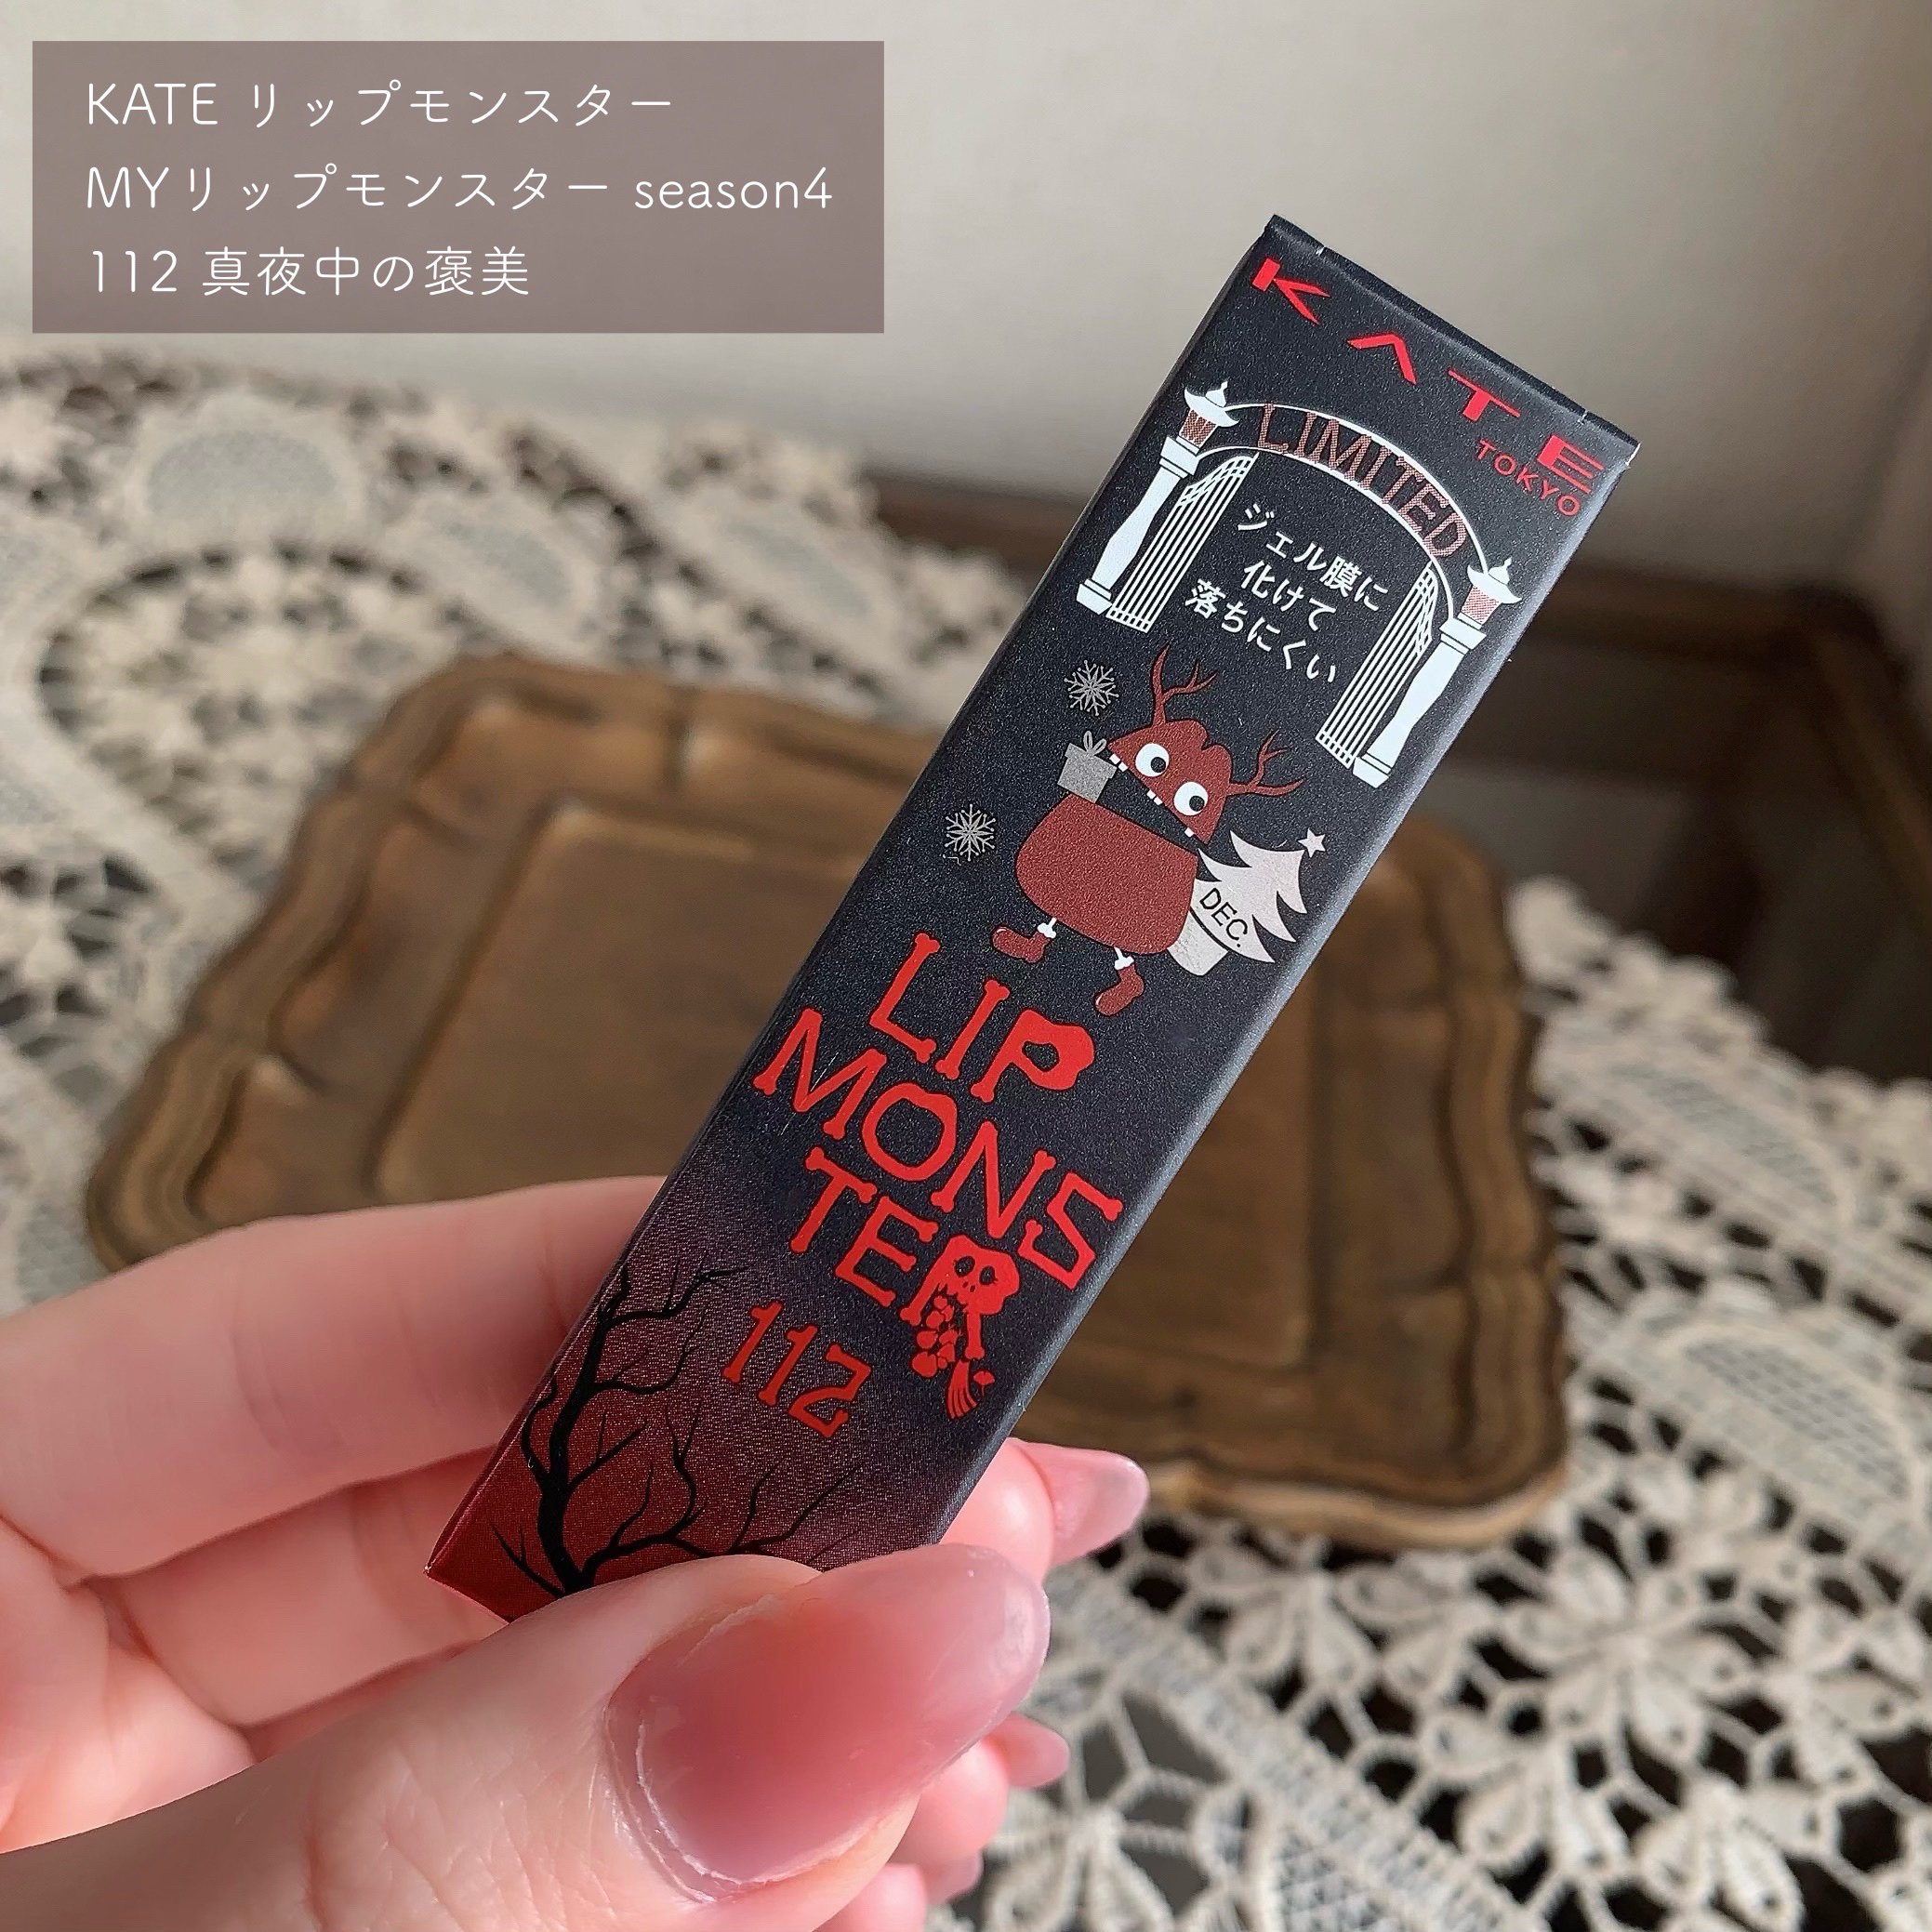 KATE リップモンスター
MYリップモンスター season4
112 真夜中の褒美
KATE
TOKYO
LIMITED
ジェル膜に
化けて
落ちにくい
DEC.
LIP
MONS
TER
112